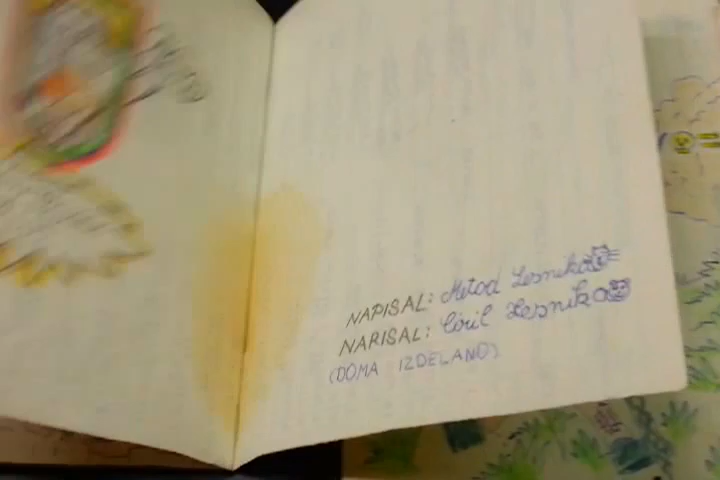 NAPISAL: Metod Lesnika
NARISAL: Ciril Lesnika
(DOMA IZDELANO)